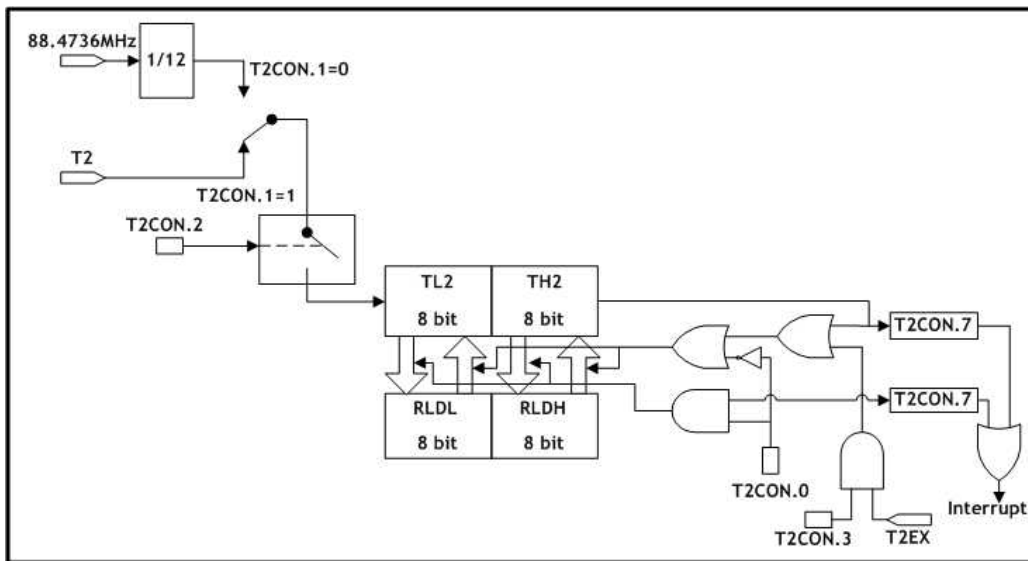 88.4736MHz
1/12
T2CON.1=0
T2
T2CON.1=1
T2CON.2
TL2
8 bit
TH2
8 bit
T2CON.7
RLDL
8 bit
RLDH
8 bit
T2CON.7
T2CON.0
Interrupt
T2CON.3
T2EX